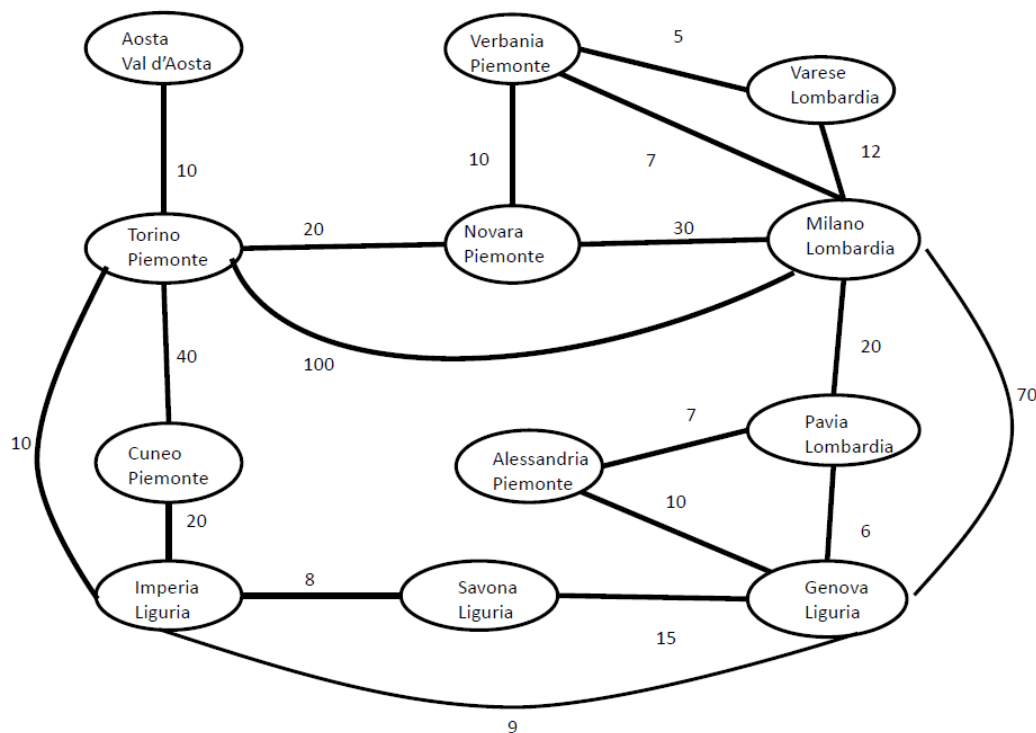 Aosta
Val d'Aosta
Verbania
Piemonte
5
Varese
Lombardia
10
10
7
12
Torino
Piemonte
20
Novara
Piemonte
30
Milano
Lombardia
40
100
20
70
10
Cuneo
Piemonte
Alessandria
Piemonte
7
Pavia
Lombardia
20
10
6
Imperia
Liguria
8
Savona
Liguria
15
Genova
Liguria
9